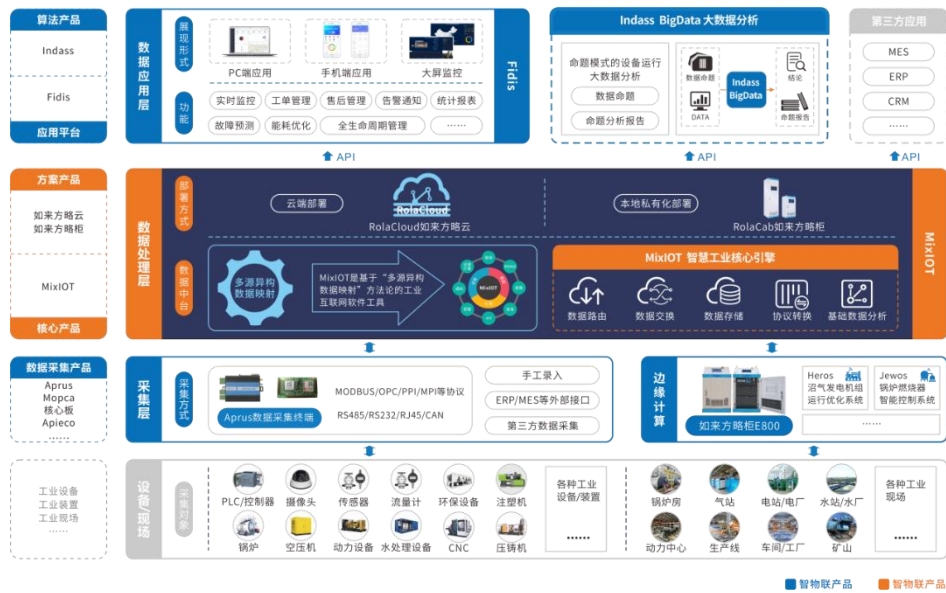 算法产品
Indass
Fidis
应用平台
数据应用层
展现形式
PC端应用
手机端应用
大屏监控
功能
实时监控
工单管理
售后管理
告警通知
统计报表
故障预测
能耗优化
全生命周期管理
……
Fidis
Indass BigData 大数据分析
命题模式的设备运行
大数据分析
数据命题
命题分析报告
数据命题
DATA
Indass
BigData
结论
命题报告
第三方应用
MES
ERP
CRM
……
API
API
API
方案产品
如来方略云
如来方略柜
MixIOT
核心产品
数据处理层
部署方式
云端部署
RolaCloud
RolaCloud如来方略云
本地私有化部署
RolaCab如来方略柜
数据中台
多源异构
数据映射
MixIOT是基于“多源异构
数据映射”方法论的工业
互联网软件工具
MixIOT
MixIOT 智慧工业核心引擎
数据路由
数据交换
数据存储
协议转换
基础数据分析
MixIOT
数据采集产品
Aprus
Mopca
核心板
Apieco
……
采集层
采集方式
Aprus数据采集终端
MODBUS/OPC/PPI/MPI等协议
RS485/RS232/RJ45/CAN
手工录入
ERP/MES等外部接口
第三方数据采集
边缘计算
如来方略柜E800
Heros
沼气发电机组
运行优化系统
Jewos
锅炉燃烧器
智能控制系统
……
工业设备
工业装置
工业现场
……
设备/现场
采集对象
PLC/控制器
摄像头
传感器
流量计
环保设备
注塑机
锅炉
空压机
动力设备
水处理设备
CNC
压铸机
各种工业
设备/装置
……
锅炉房
气站
电站/电厂
水站/水厂
动力中心
生产线
车间/工厂
矿山
各种工业
现场
……
智物联产品
智物联产品